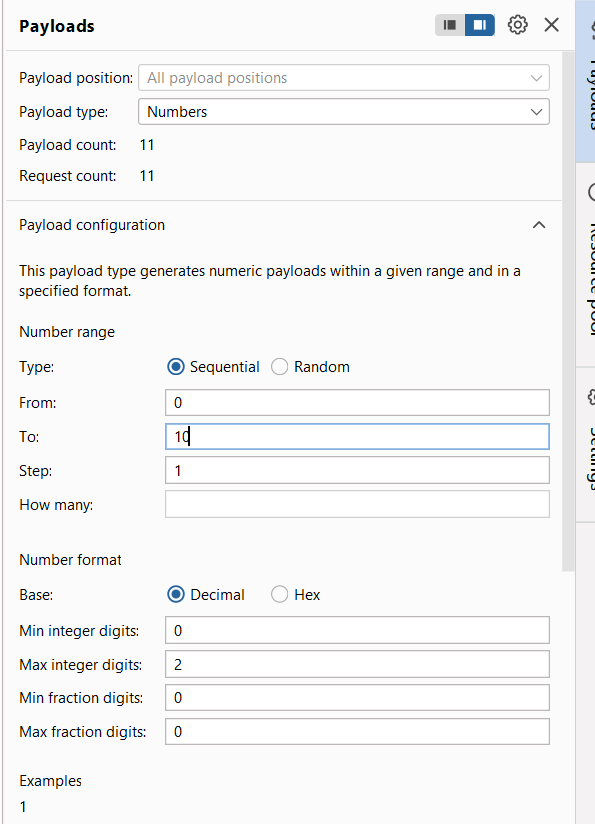 Payloads
Payload position: All payload positions
Payload type: Numbers
Payload count: 11
Request count: 11
Payload configuration
This payload type generates numeric payloads within a given range and in a
specified format.
Number range
Type: Sequential Random
From: 0
To: 10
Step: 1
How many:
Number format
Base: Decimal Hex
Min integer digits: 0
Max integer digits: 2
Min fraction digits: 0
Max fraction digits: 0
Examples
1
Payloads
Resource pool
Settings